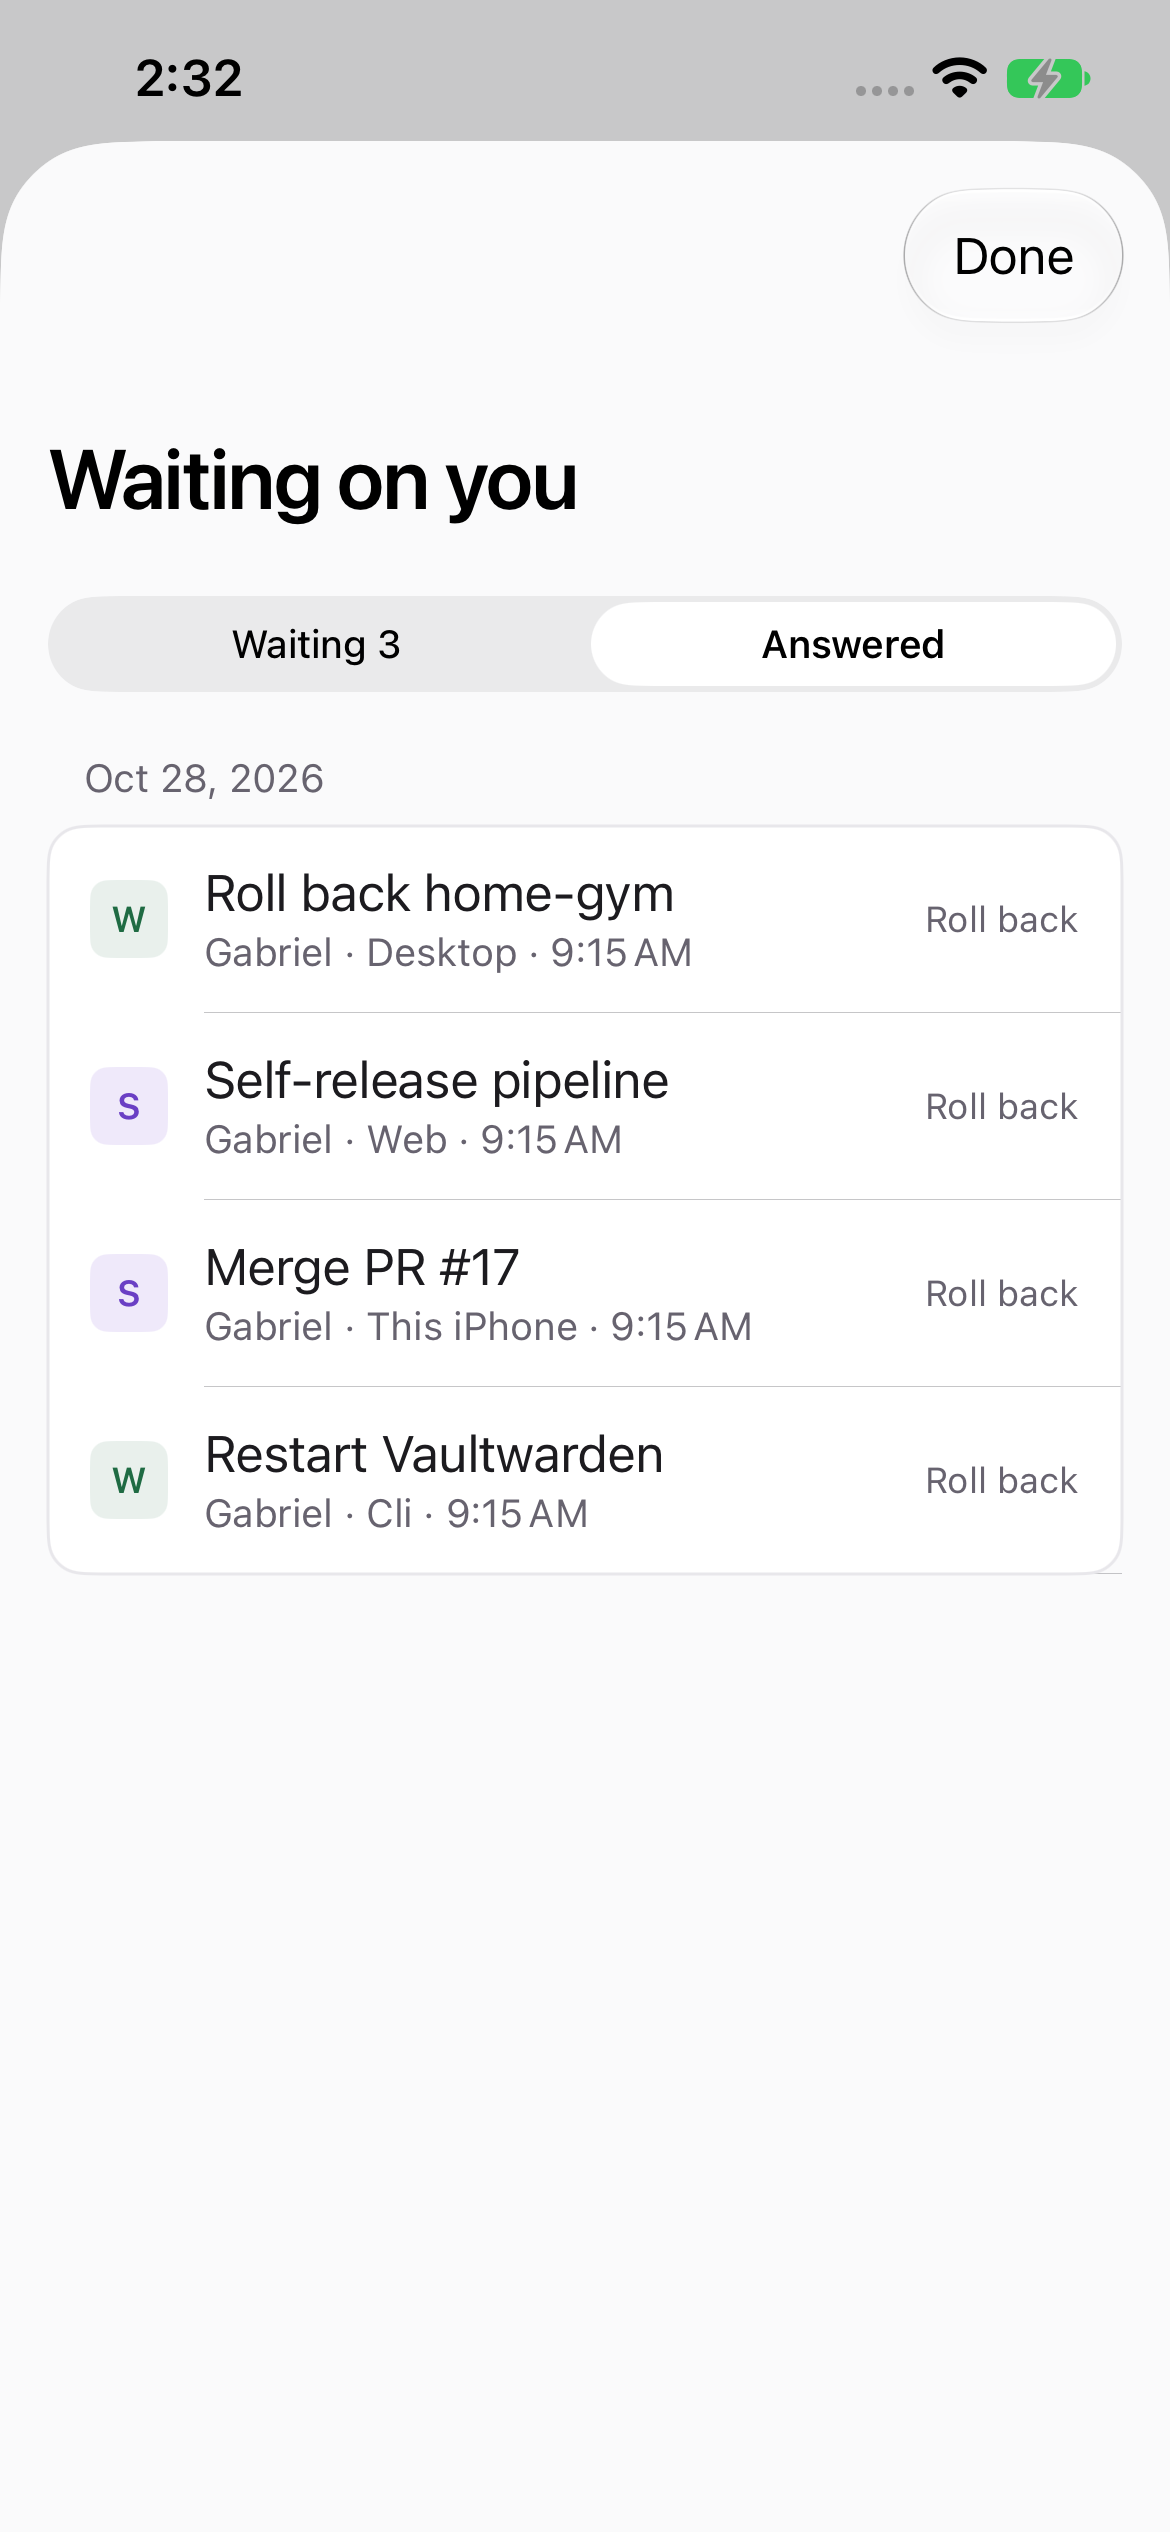 2:32
Done
Waiting on you
Waiting 3
Answered
Oct 28, 2026
W
Roll back home-gym
Gabriel · Desktop · 9:15 AM
Roll back
S
Self-release pipeline
Gabriel · Web · 9:15 AM
Roll back
S
Merge PR #17
Gabriel · This iPhone · 9:15 AM
Roll back
W
Restart Vaultwarden
Gabriel · Cli · 9:15 AM
Roll back